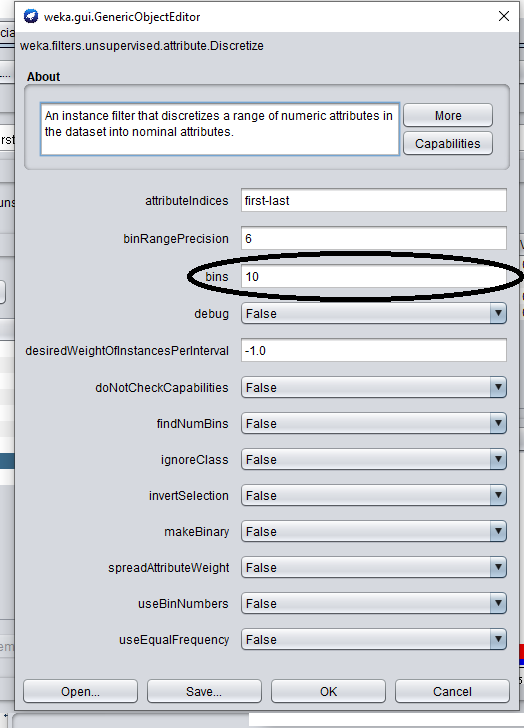 weka.gui.GenericObjectEditor
weka.filters.unsupervised.attribute.Discretize
About
An instance filter that discretizes a range of numeric attributes in
the dataset into nominal attributes.
More
Capabilities
attributeIndices first-last
binRangePrecision 6
bins 10
debug False
desiredWeightOfInstancesPerInterval -1.0
doNotCheckCapabilities False
findNumBins False
ignoreClass False
invertSelection False
makeBinary False
spreadAttributeWeight False
useBinNumbers False
useEqualFrequency False
Open... Save... OK Cancel